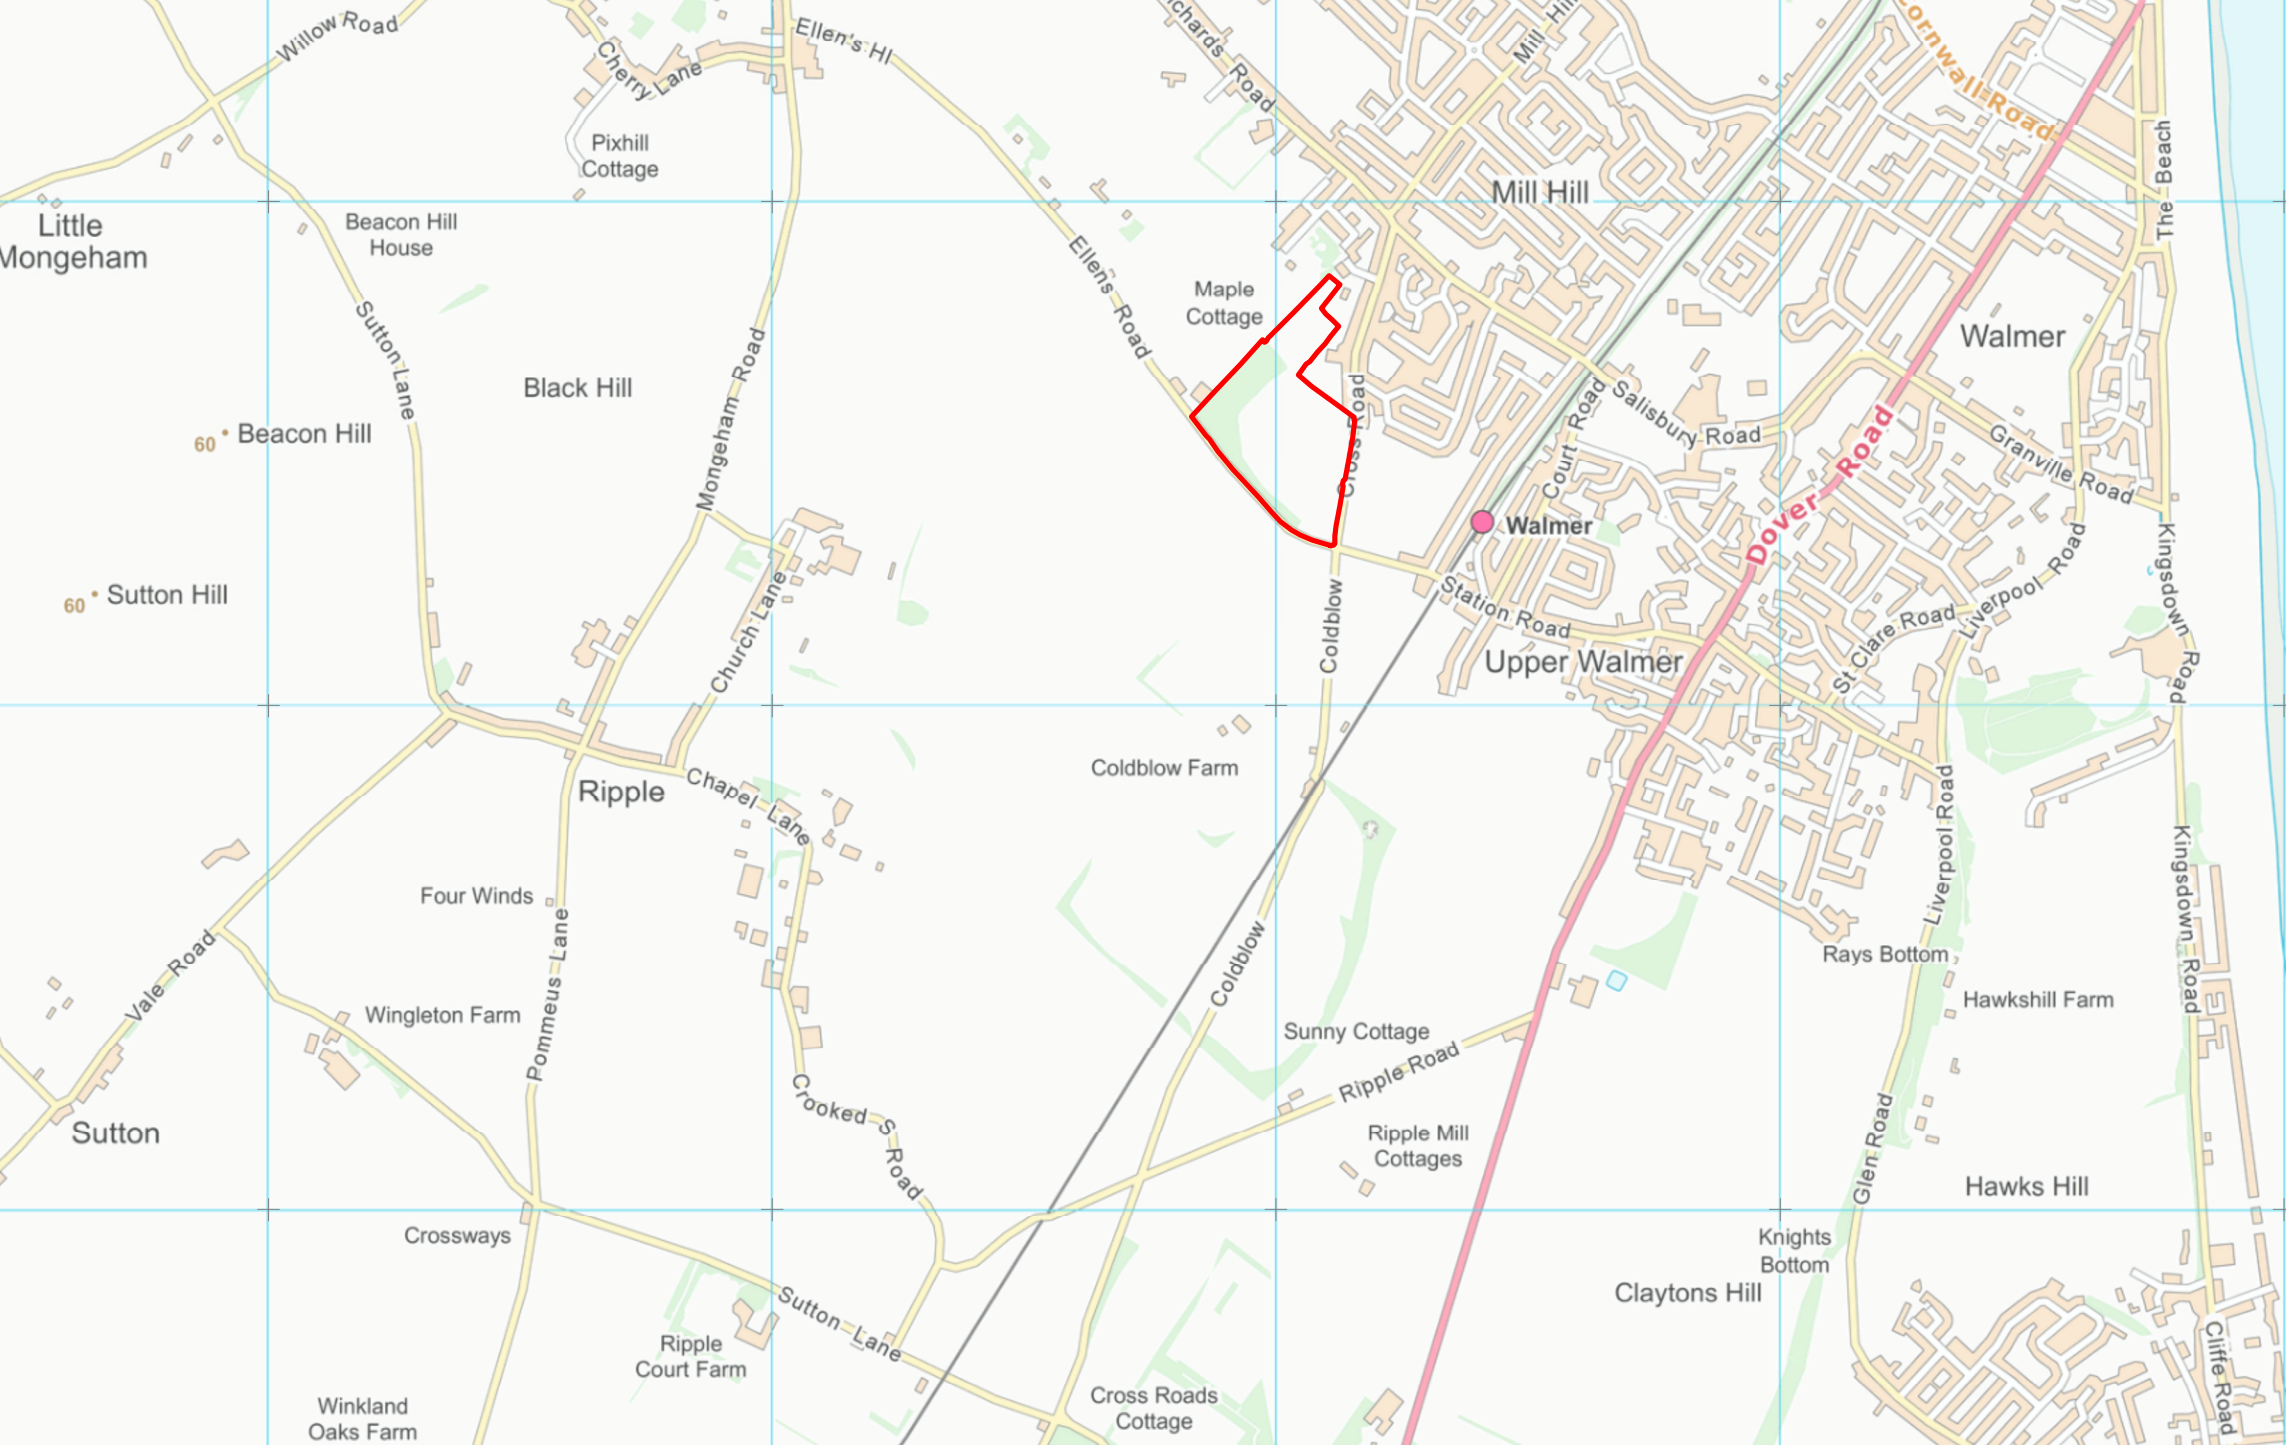 Willow Road
Cherry Lane
Ellen's Hl
Road
Mill Hill
Cornwall Road
The Beach
Pixhill
Cottage
Mill Hill
Little
Mongeham
Beacon Hill
House
Ellens Road
Maple
Cottage
Sutton Lane
Mongeham Road
Walmer
Black Hill
Cross Road
Court Road
Salisbury Road
Dover Road
Granville Road
60
Beacon Hill
Walmer
Kingsdown Road
60
Sutton Hill
Church Lane
Coldblow
Station Road
Liverpool Road
St Clare Road
Upper Walmer
Coldblow Farm
Ripple
Chapel Lane
Liverpool Road
Kingsdown Road
Four Winds
Pommeus Lane
Vale Road
Coldblow
Rays Bottom
Wingleton Farm
Sunny Cottage
Hawkshill Farm
Ripple Road
Crooked S Road
Sutton
Ripple Mill
Cottages
Glen Road
Hawks Hill
Crossways
Knights
Bottom
Claytons Hill
Sutton Lane
Ripple
Court Farm
Cliffe Road
Winkland
Oaks Farm
Cross Roads
Cottage